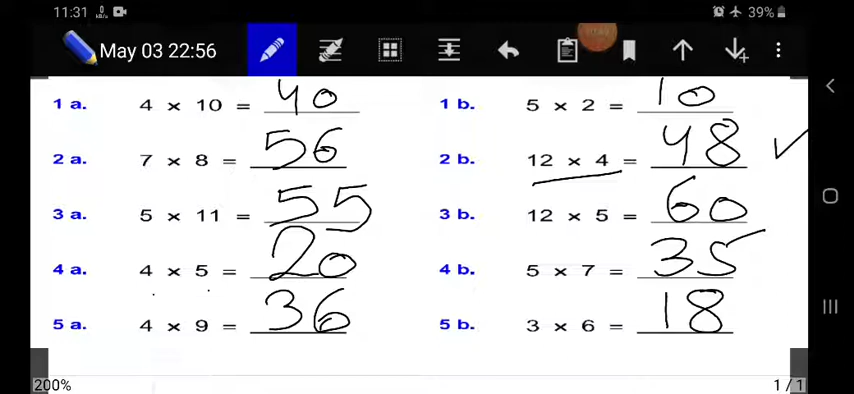 11:31 0 KB/s 39%
May 03 22:56
1 a. 4 x 10 = 40 1 b. 5 x 2 = 10
2 a. 7 x 8 = 56 2 b. 12 x 4 = 48
3 a. 5 x 11 = 55 3 b. 12 x 5 = 60
4 a. 4 x 5 = 20 4 b. 5 x 7 = 35
5 a. 4 x 9 = 36 5 b. 3 x 6 = 18
200% 1 / 1